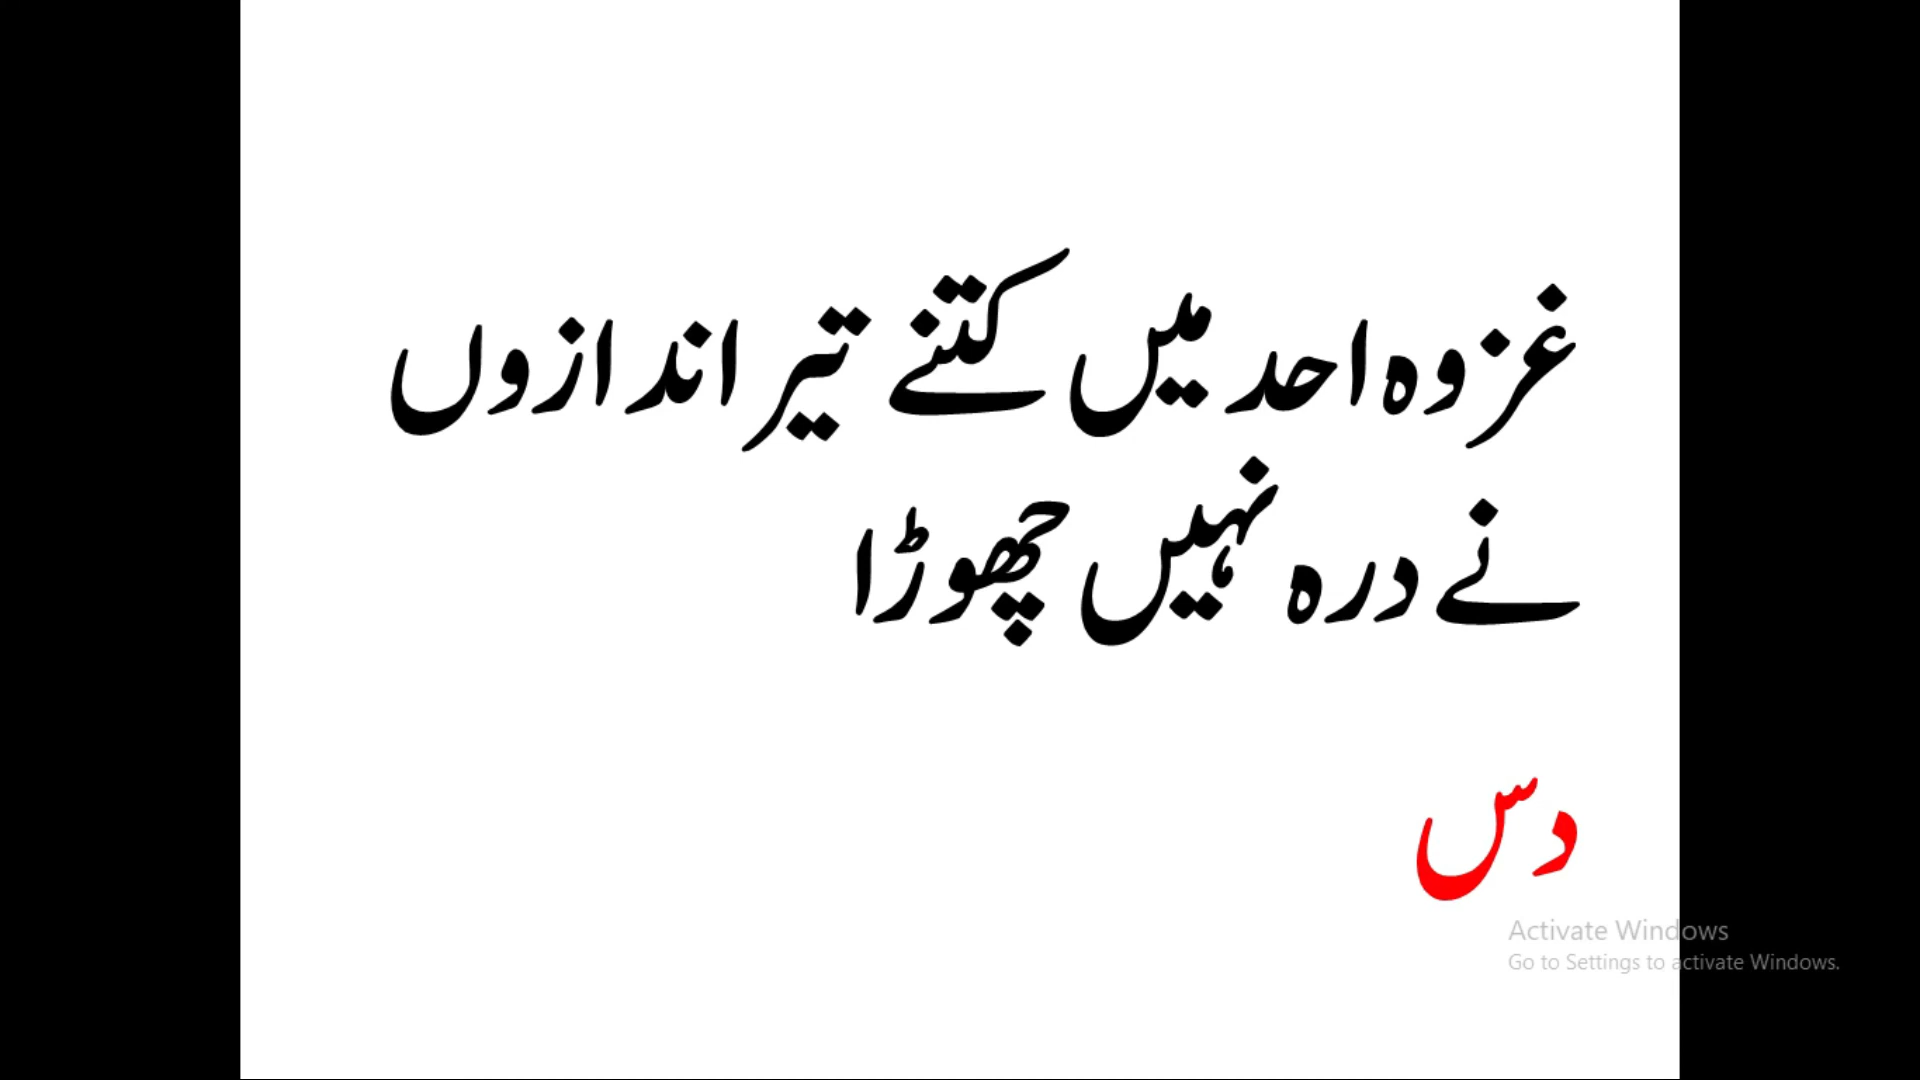 غزوہ احد میں کتنے تیر اندازوں
نے درہ نہیں چھوڑا
دس
Activate Windows
Go to Settings to activate Windows.